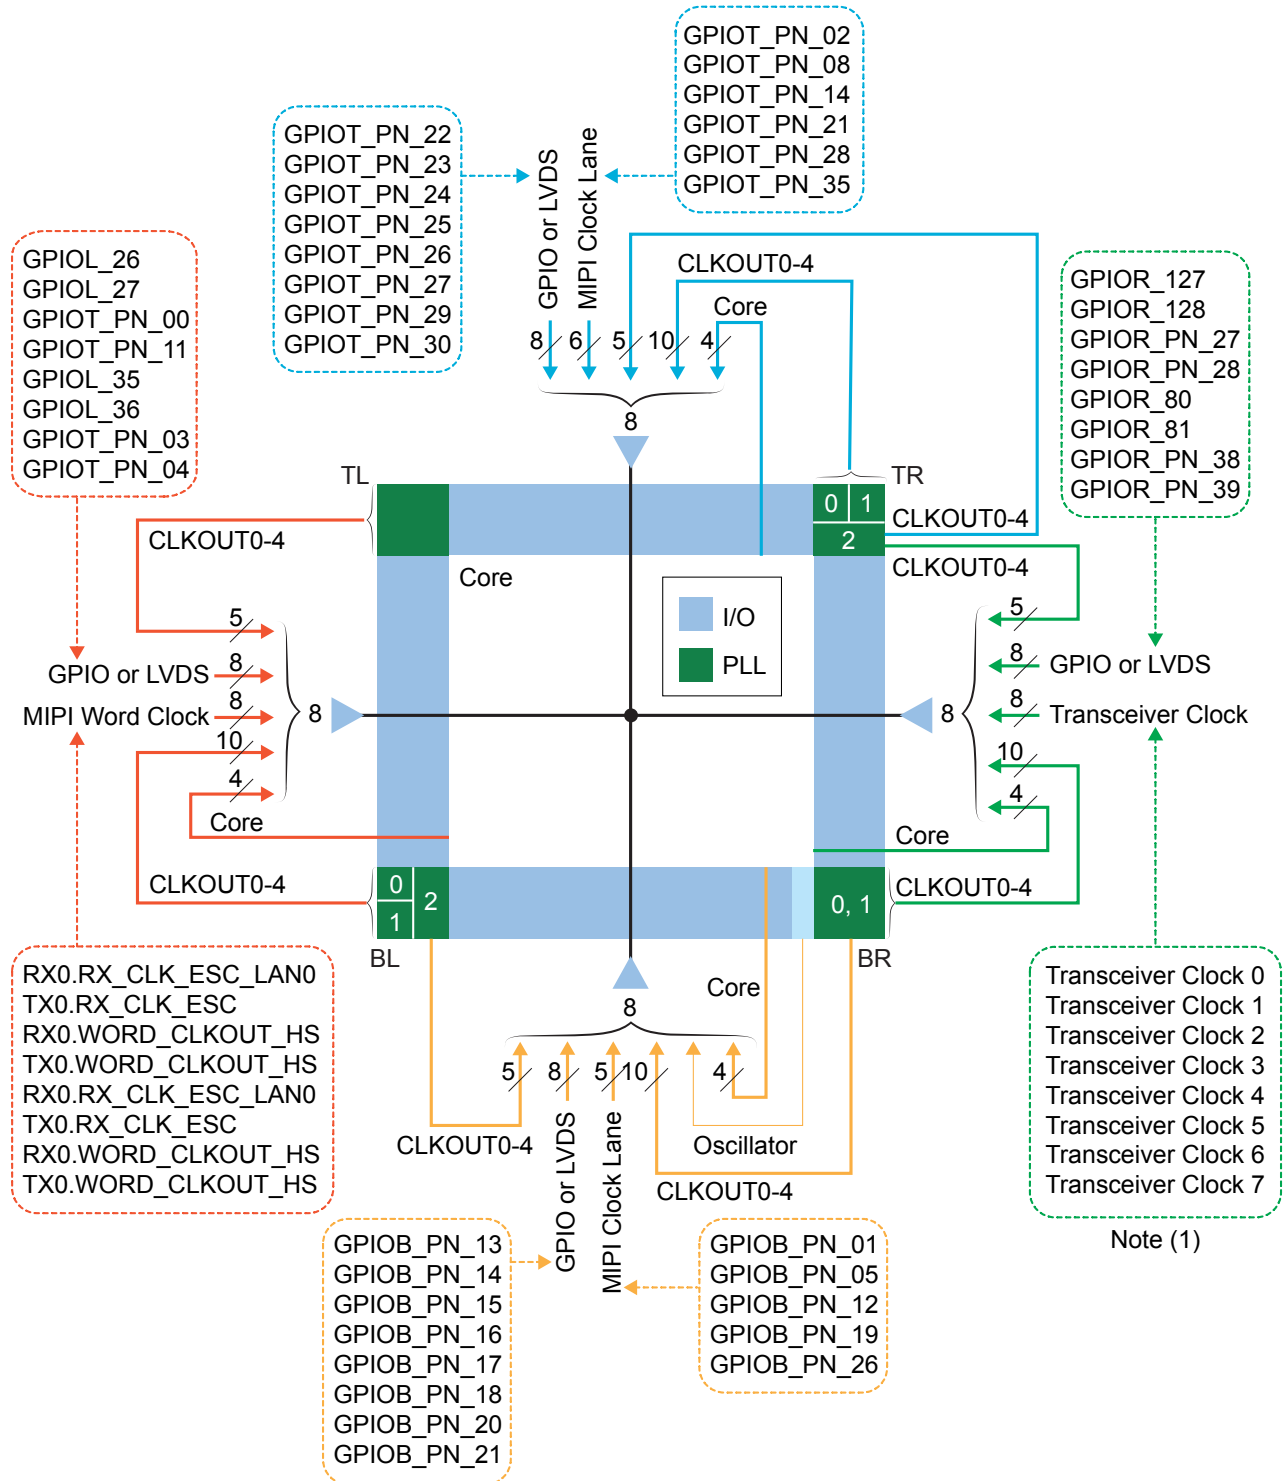 GPIOT_PN_02
GPIOT_PN_08
GPIOT_PN_14
GPIOT_PN_21
GPIOT_PN_28
GPIOT_PN_35
GPIOT_PN_22
GPIOT_PN_23
GPIOT_PN_24
GPIOT_PN_25
GPIOT_PN_26
GPIOT_PN_27
GPIOT_PN_29
GPIOT_PN_30
GPIO or LVDS
MIPI Clock Lane
CLKOUT0-4
Core
8 6 5 10 4
8
GPIOL_26
GPIOL_27
GPIOT_PN_00
GPIOT_PN_11
GPIOL_35
GPIOL_36
GPIOT_PN_03
GPIOT_PN_04
GPIOR_127
GPIOR_128
GPIOR_PN_27
GPIOR_PN_28
GPIOR_80
GPIOR_81
GPIOR_PN_38
GPIOR_PN_39
TL
TR
0 1
2
CLKOUT0-4
CLKOUT0-4
CLKOUT0-4
Core
I/O
PLL
5
GPIO or LVDS 8
MIPI Word Clock 8
10
4
8
Core
CLKOUT0-4
5
8 GPIO or LVDS
8 Transceiver Clock
10
4
8
Core
CLKOUT0-4
0
1
2
0, 1
BL
BR
Core
8
5 8 5 10 4
CLKOUT0-4
GPIO or LVDS
MIPI Clock Lane
Oscillator
CLKOUT0-4
RX0.RX_CLK_ESC_LAN0
TX0.RX_CLK_ESC
RX0.WORD_CLKOUT_HS
TX0.WORD_CLKOUT_HS
RX0.RX_CLK_ESC_LAN0
TX0.RX_CLK_ESC
RX0.WORD_CLKOUT_HS
TX0.WORD_CLKOUT_HS
Transceiver Clock 0
Transceiver Clock 1
Transceiver Clock 2
Transceiver Clock 3
Transceiver Clock 4
Transceiver Clock 5
Transceiver Clock 6
Transceiver Clock 7
Note (1)
GPIOB_PN_13
GPIOB_PN_14
GPIOB_PN_15
GPIOB_PN_16
GPIOB_PN_17
GPIOB_PN_18
GPIOB_PN_20
GPIOB_PN_21
GPIOB_PN_01
GPIOB_PN_05
GPIOB_PN_12
GPIOB_PN_19
GPIOB_PN_26